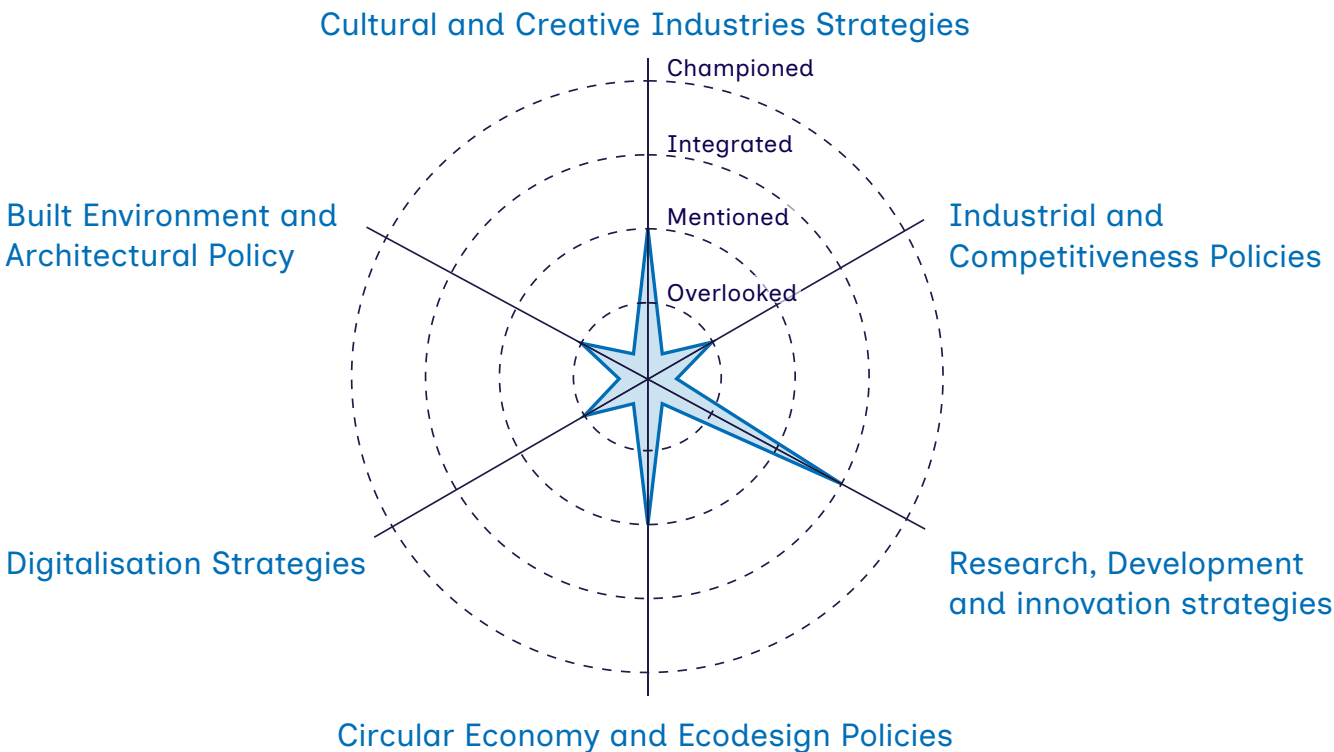 Cultural and Creative Industries Strategies
Championed
Integrated
Mentioned
Overlooked
Built Environment and
Architectural Policy
Industrial and
Competitiveness Policies
Digitalisation Strategies
Research, Development
and innovation strategies
Circular Economy and Ecodesign Policies